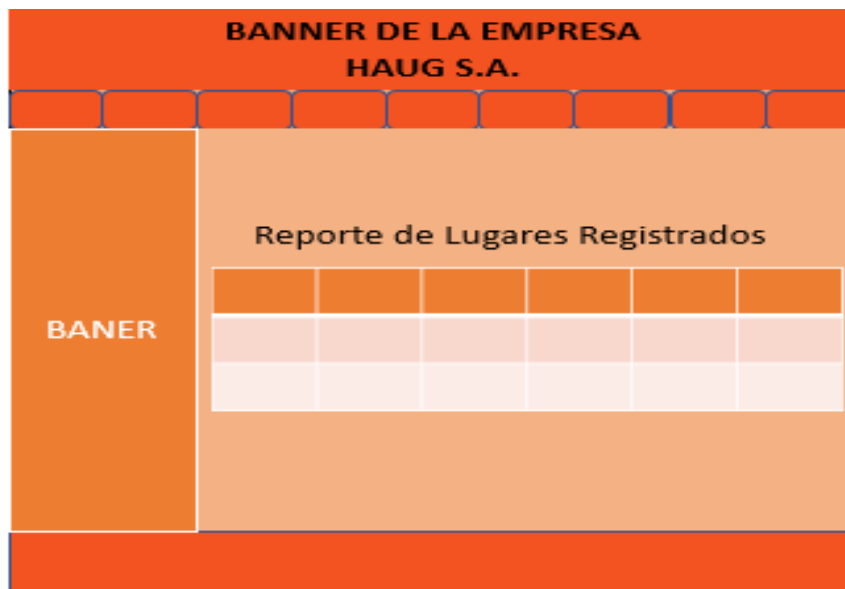 BANNER DE LA EMPRESA
HAUG S.A.
Reporte de Lugares Registrados
BANER